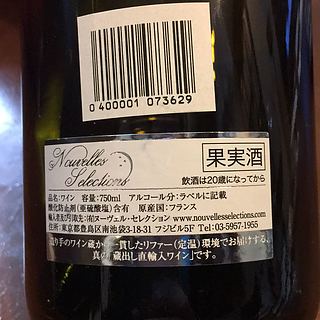 0 400001 073629
Nouvelles Selections
果実酒
飲酒は20歳になってから
品名:ワイン 容量:750ml アルコール分:ラベルに記載
酸化防止剤(亜硫酸塩)含有 原産国:フランス
輸入者及び引取先:(有)ヌーヴェル・セレクション www.nouvellesselections.com
住所:東京都豊島区南池袋3-18-31 フジビル5F Tel:03-5957-1955
造り手のワイン蔵から一貫したリファー(定温)環境でお届けする、
真の「蔵出し直輸入ワイン」です。